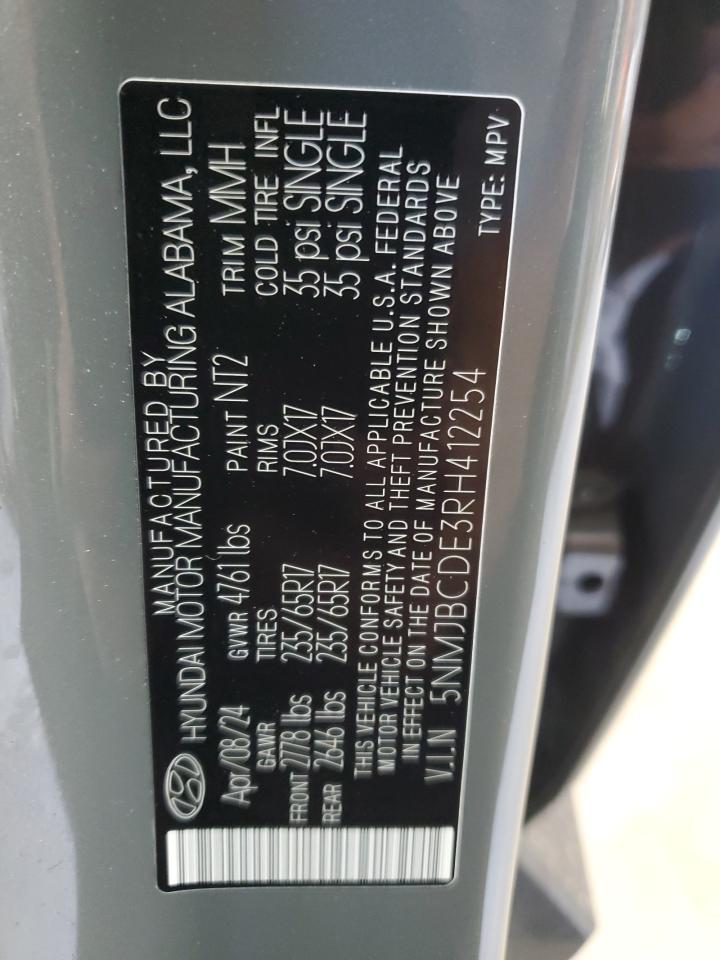 MANUFACTURED BY
HYUNDAI MOTOR MANUFACTURING ALABAMA, LLC
Apr/08/24 GVWR 4761 lbs PAINT NT2 TRIM MMH
GAWR TIRES RIMS COLD TIRE INFL
FRONT 2778 lbs 235/65R17 7.0JX17 35 psi SINGLE
REAR 2646 lbs 235/65R17 7.0JX17 35 psi SINGLE
THIS VEHICLE CONFORMS TO ALL APPLICABLE U.S.A. FEDERAL
MOTOR VEHICLE SAFETY AND THEFT PREVENTION STANDARDS
IN EFFECT ON THE DATE OF MANUFACTURE SHOWN ABOVE
V.I.N 5NMJBCDE3RH412254
TYPE: MPV